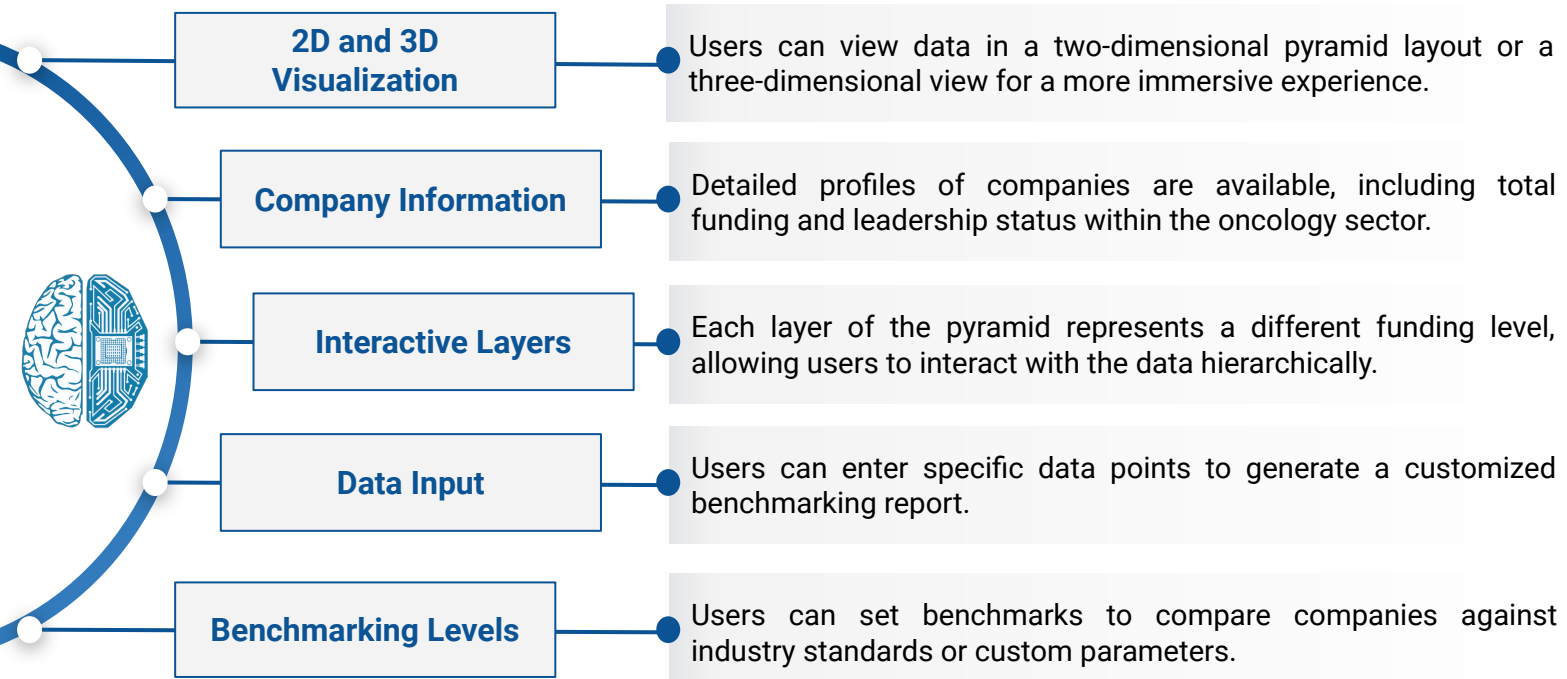 2D and 3D
Visualization
Users can view data in a two-dimensional pyramid layout or a
three-dimensional view for a more immersive experience.
Company Information
Detailed profiles of companies are available, including total
funding and leadership status within the oncology sector.
Interactive Layers
Each layer of the pyramid represents a different funding level,
allowing users to interact with the data hierarchically.
Data Input
Users can enter specific data points to generate a customized
benchmarking report.
Benchmarking Levels
Users can set benchmarks to compare companies against
industry standards or custom parameters.